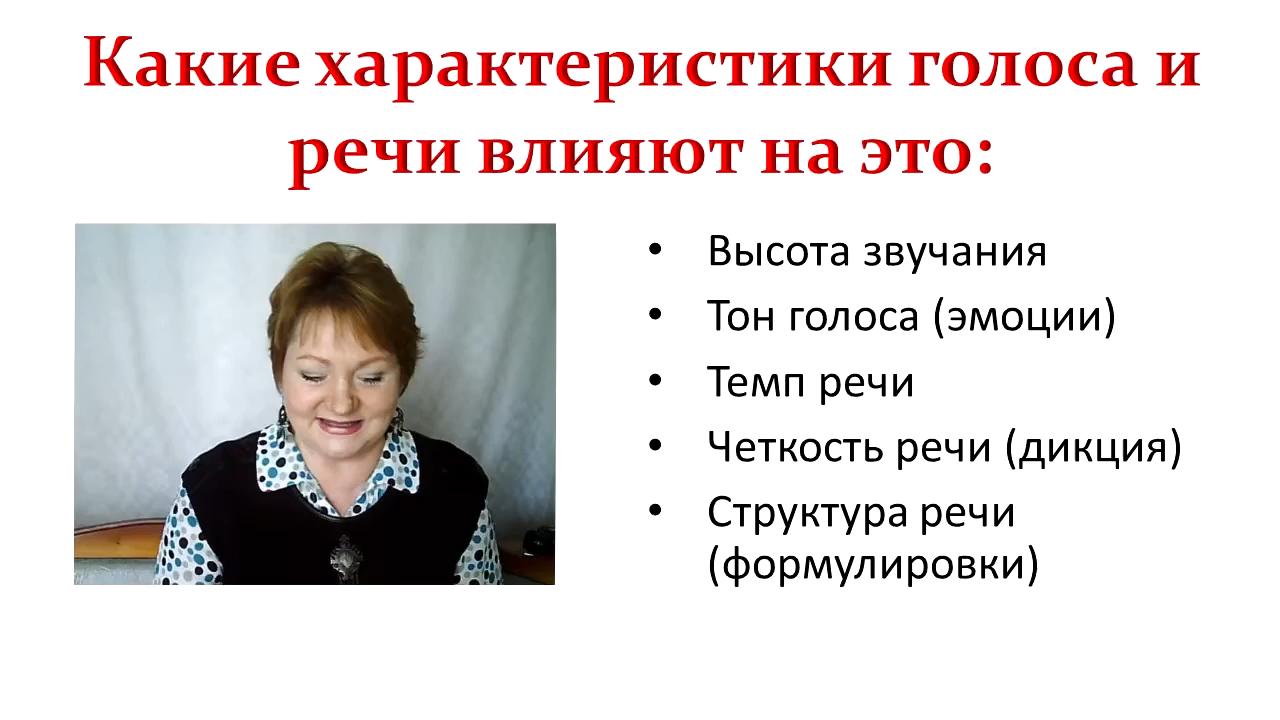 Какие характеристики голоса и
речи влияют на это:
• Высота звучания
• Тон голоса (эмоции)
• Темп речи
• Четкость речи (дикция)
• Структура речи
(формулировки)